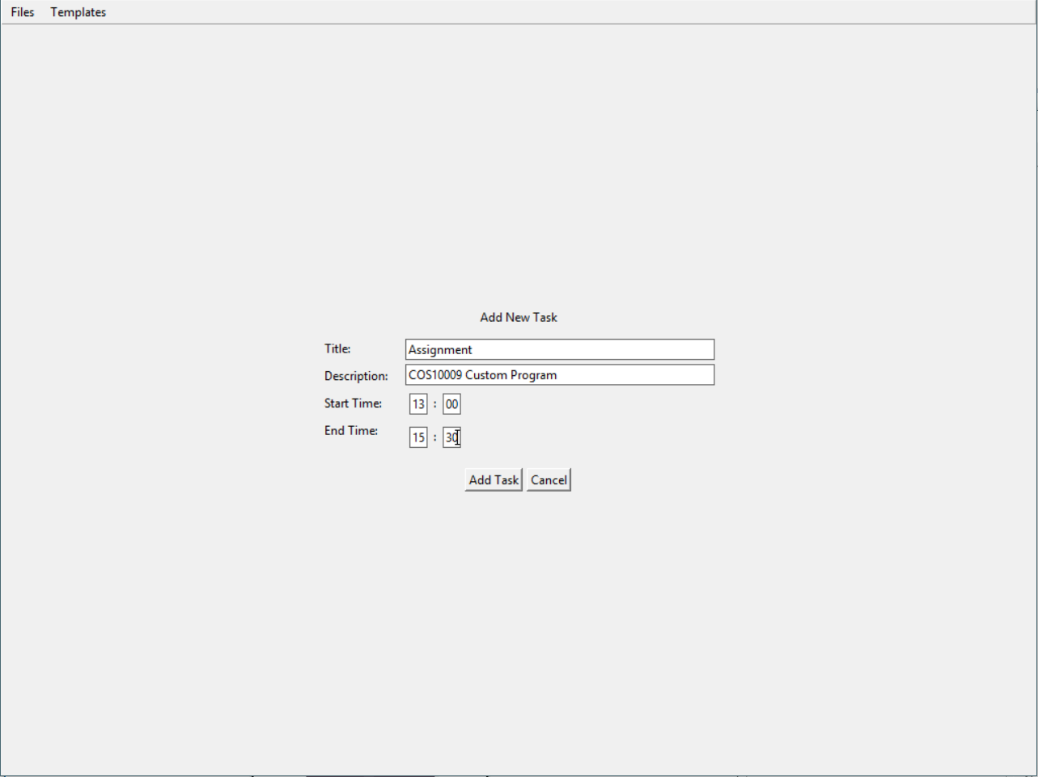 Files Templates
Add New Task
Title: Assignment
Description: COS10009 Custom Program
Start Time: 13 : 00
End Time: 15 : 30
Add Task Cancel